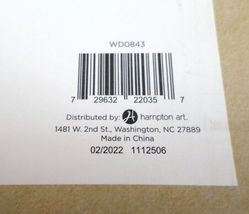 WD0843
7 29632 22035 7
Distributed by: hampton art.
1481 W. 2nd St., Washington, NC 27889
Made in China
02/2022 1112506